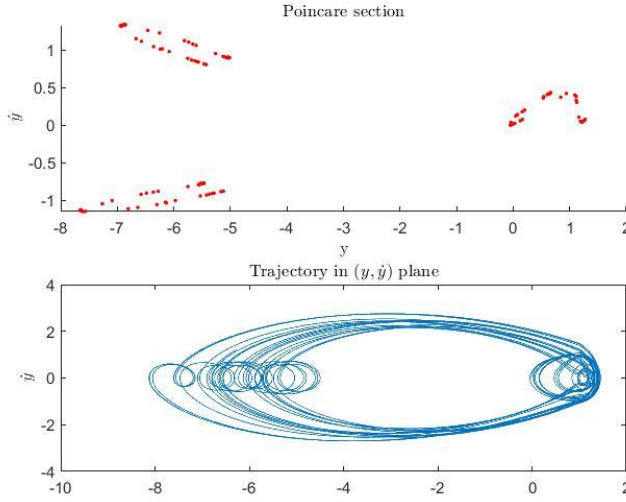 Poincare section
1
0.5
0
-0.5
-1
ẏ
-8 -7 -6 -5 -4 -3 -2 -1 0 1 2
y
Trajectory in (y, ẏ) plane
4
2
0
-2
-4
ẏ
-10 -8 -6 -4 -2 0 2